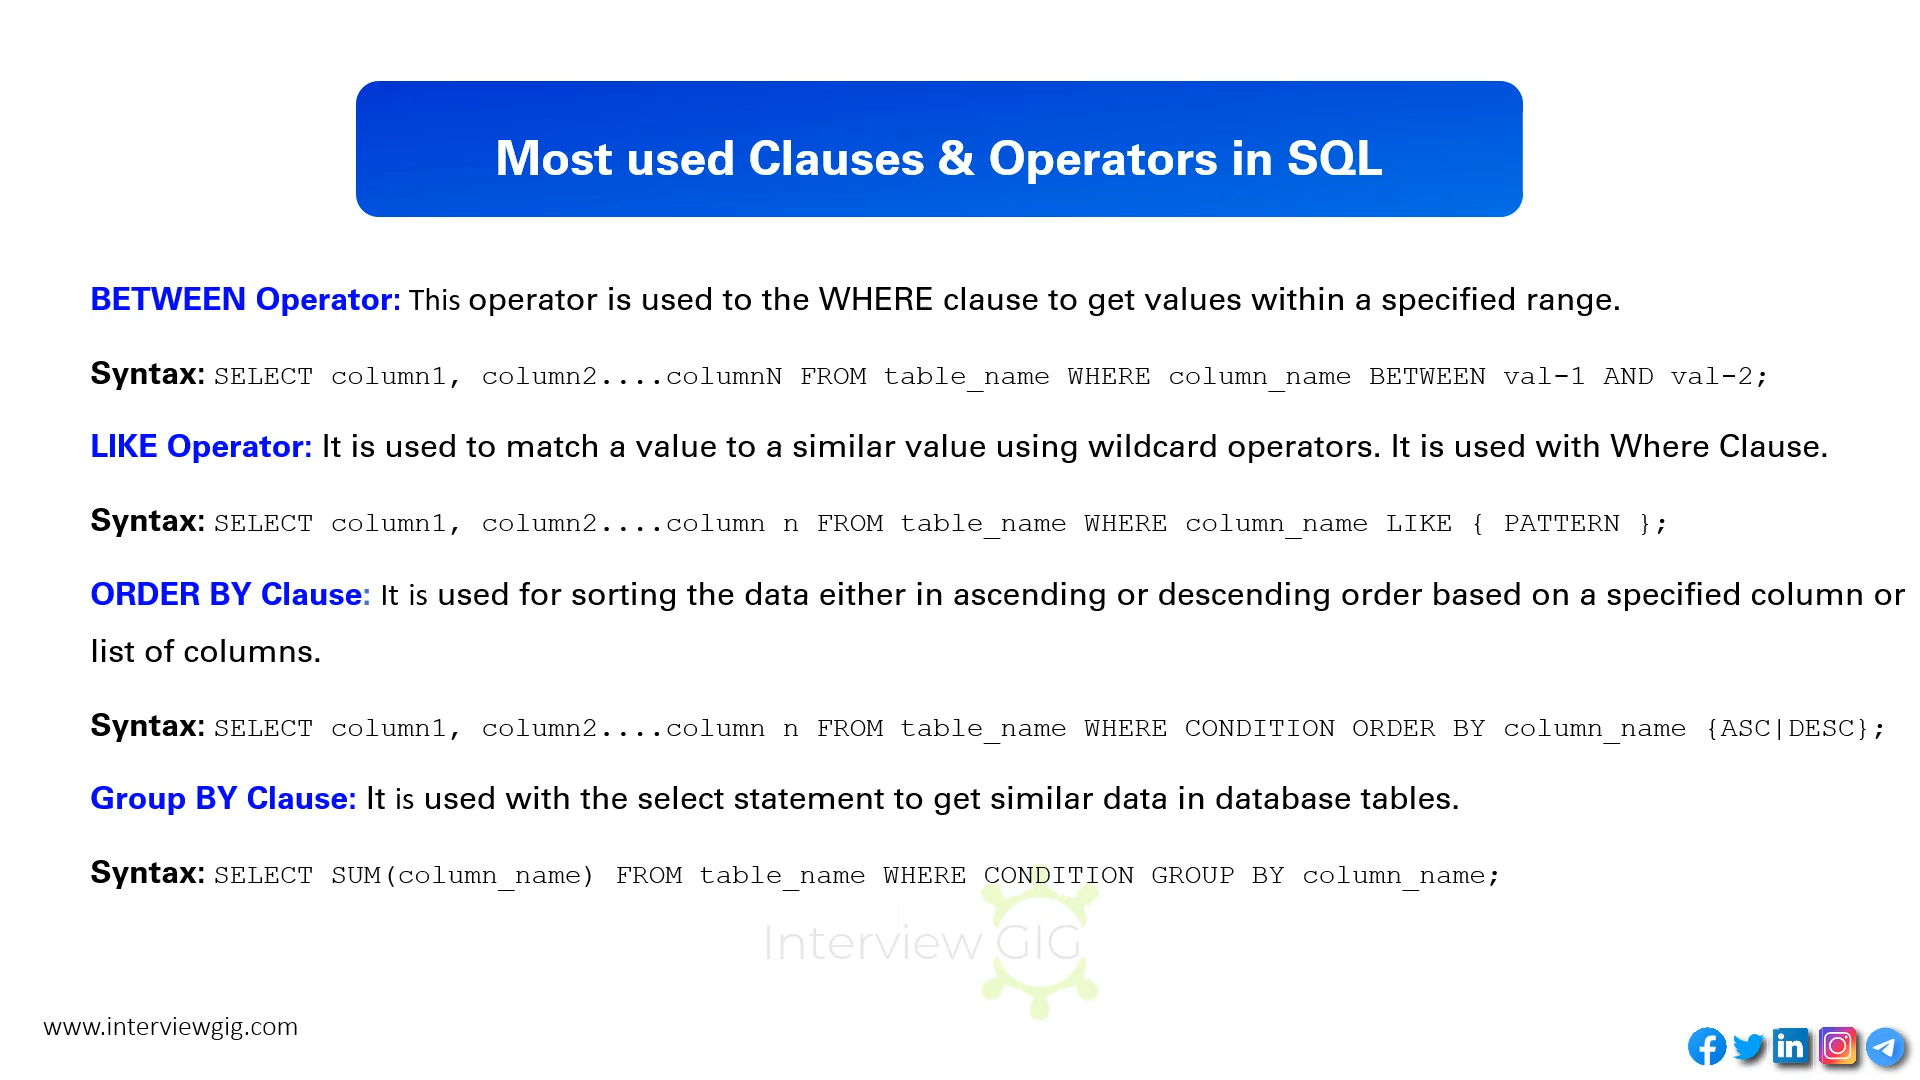 Most used Clauses & Operators in SQL
BETWEEN Operator: This operator is used to the WHERE clause to get values within a specified range.
Syntax: SELECT column1, column2....columnN FROM table_name WHERE column_name BETWEEN val-1 AND val-2;
LIKE Operator: It is used to match a value to a similar value using wildcard operators. It is used with Where Clause.
Syntax: SELECT column1, column2....column n FROM table_name WHERE column_name LIKE { PATTERN };
ORDER BY Clause: It is used for sorting the data either in ascending or descending order based on a specified column or
list of columns.
Syntax: SELECT column1, column2....column n FROM table_name WHERE CONDITION ORDER BY column_name {ASC|DESC};
Group BY Clause: It is used with the select statement to get similar data in database tables.
Syntax: SELECT SUM(column_name) FROM table_name WHERE CONDITION GROUP BY column_name;
Interview GIG
www.interviewgig.com
in